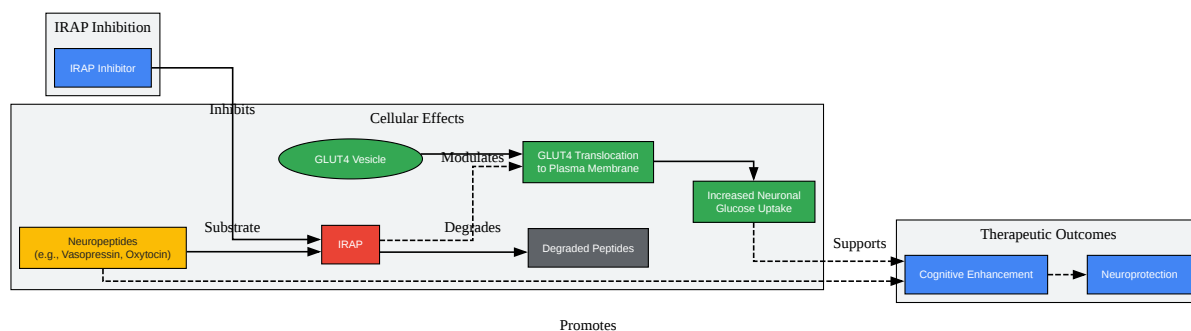 IRAP Inhibition
IRAP Inhibitor
Inhibits
Cellular Effects
GLUT4 Vesicle
Modulates
GLUT4 Translocation
to Plasma Membrane
Increased Neuronal
Glucose Uptake
Substrate
Neuropeptides
(e.g., Vasopressin, Oxytocin)
IRAP
Degrades
Degraded Peptides
Supports
Therapeutic Outcomes
Cognitive Enhancement
Neuroprotection
Promotes